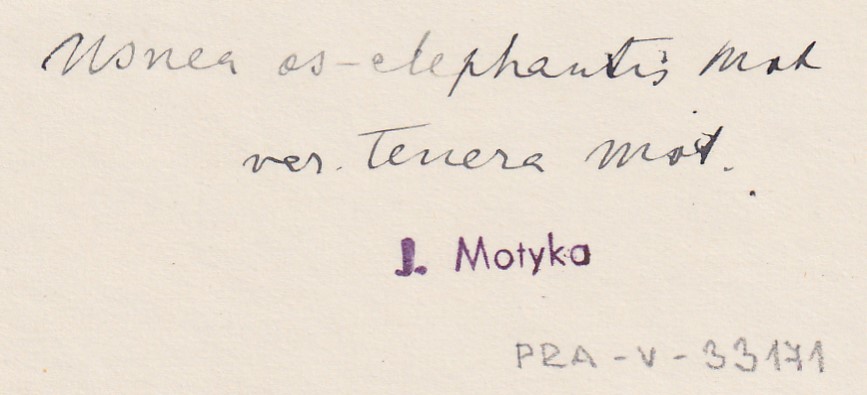 Usnea os-elephantis Mot
var. tenera Mot.
J. Motyka
PRA-V-33171